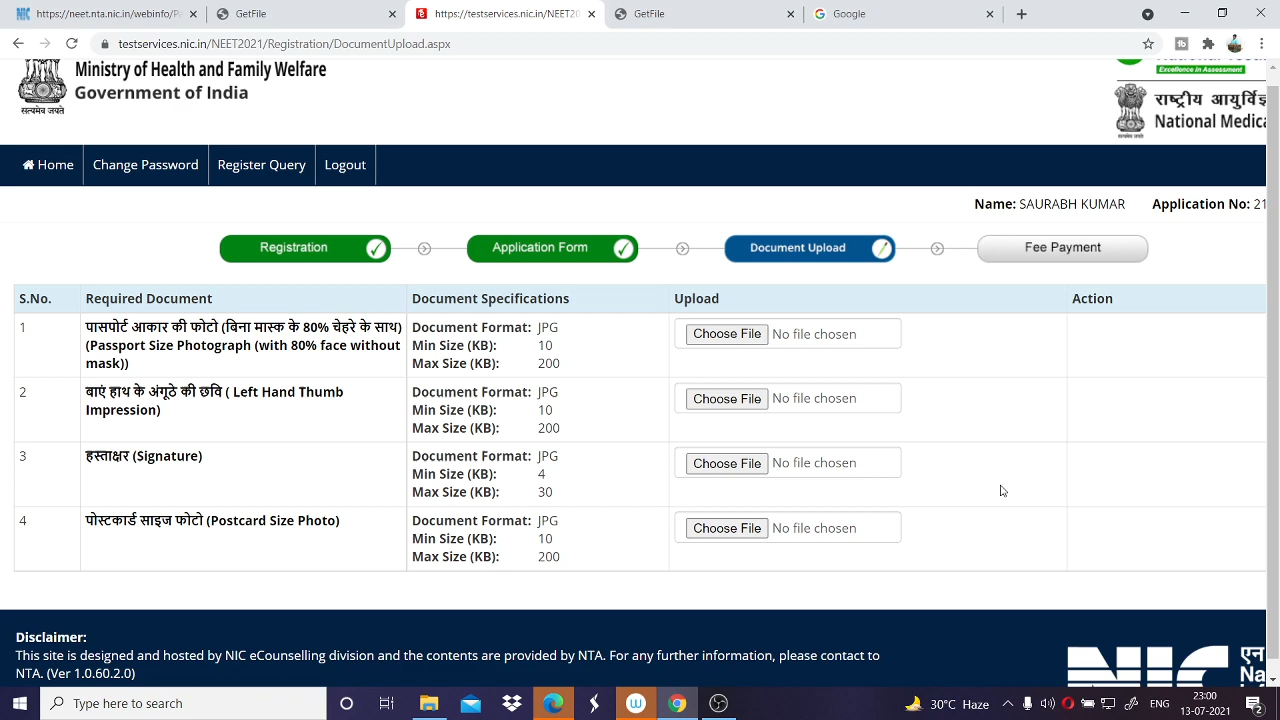 https://neet.nic.in/webinfo/P
GetFile
https://testservices.nic.in/NEET20
GetFile
Google
testservices.nic.in/NEET2021/Registration/DocumentUpload.aspx
Ministry of Health and Family Welfare
Government of India
सत्यमेव जयते
Excellence in Assessment
राष्ट्रीय आयुर्वि
National Medica
Home
Change Password
Register Query
Logout
Name: SAURABH KUMAR
Application No: 21
Registration
Application Form
Document Upload
Fee Payment
S.No.
Required Document
Document Specifications
Upload
Action
1
पासपोर्ट आकार की फोटो (बिना मास्क के 80% चेहरे के साथ)
(Passport Size Photograph (with 80% face without
mask))
Document Format: JPG
Min Size (KB): 10
Max Size (KB): 200
Choose File No file chosen
2
बाएं हाथ के अंगूठे की छवि ( Left Hand Thumb
Impression)
Document Format: JPG
Min Size (KB): 10
Max Size (KB): 200
Choose File No file chosen
3
हस्ताक्षर (Signature)
Document Format: JPG
Min Size (KB): 4
Max Size (KB): 30
Choose File No file chosen
4
पोस्टकार्ड साइज फोटो (Postcard Size Photo)
Document Format: JPG
Min Size (KB): 10
Max Size (KB): 200
Choose File No file chosen
Disclaimer:
This site is designed and hosted by NIC eCounselling division and the contents are provided by NTA. For any further information, please contact to
NTA. (Ver 1.0.60.2.0)
NIC
एन
Na
Type here to search
30°C Haze
23:00
13-07-2021